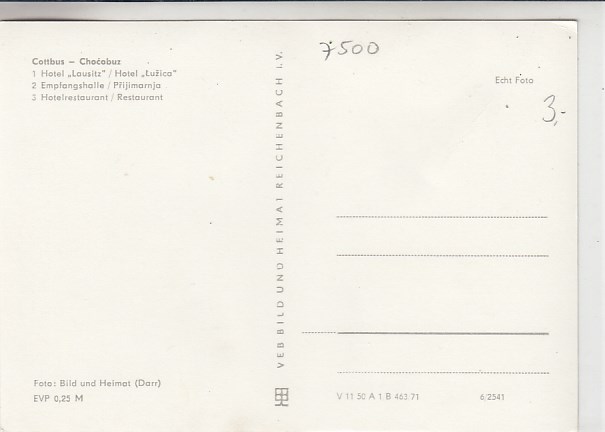 Cottbus – Choćobuz
1 Hotel „Lausitz" / Hotel „Łužica"
2 Empfangshalle / Přijimarnja
3 Hotelrestaurant / Restaurant
Foto: Bild und Heimat (Darr)
EVP 0,25 M
VEB BILD UND HEIMAT REICHENBACH i.V.
7500
Echt Foto
3,-
V 11 50 A 1 B 463/71 6/2541